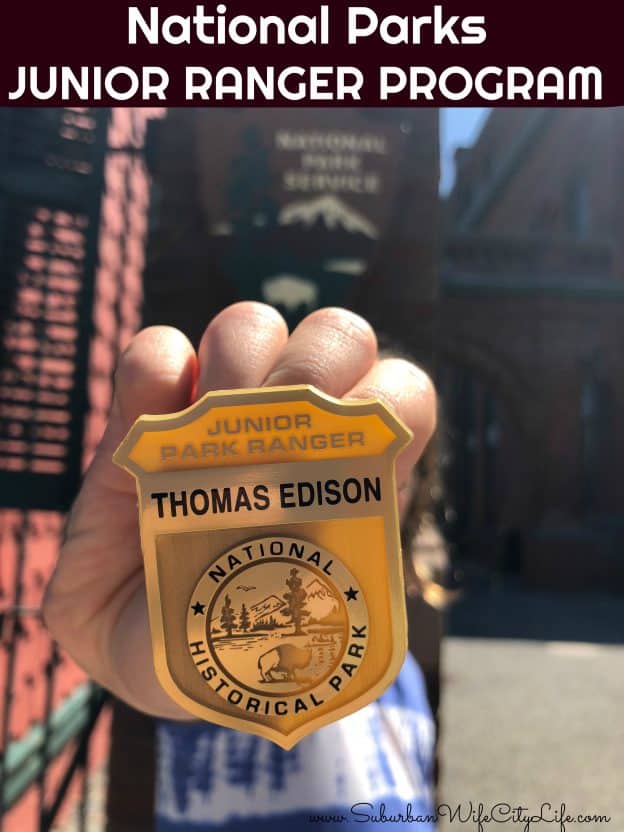 National Parks
JUNIOR RANGER PROGRAM
NATIONAL
PARK
SERVICE
JUNIOR
PARK RANGER
THOMAS EDISON
NATIONAL
HISTORICAL PARK
www.SuburbanWifeCityLife.com